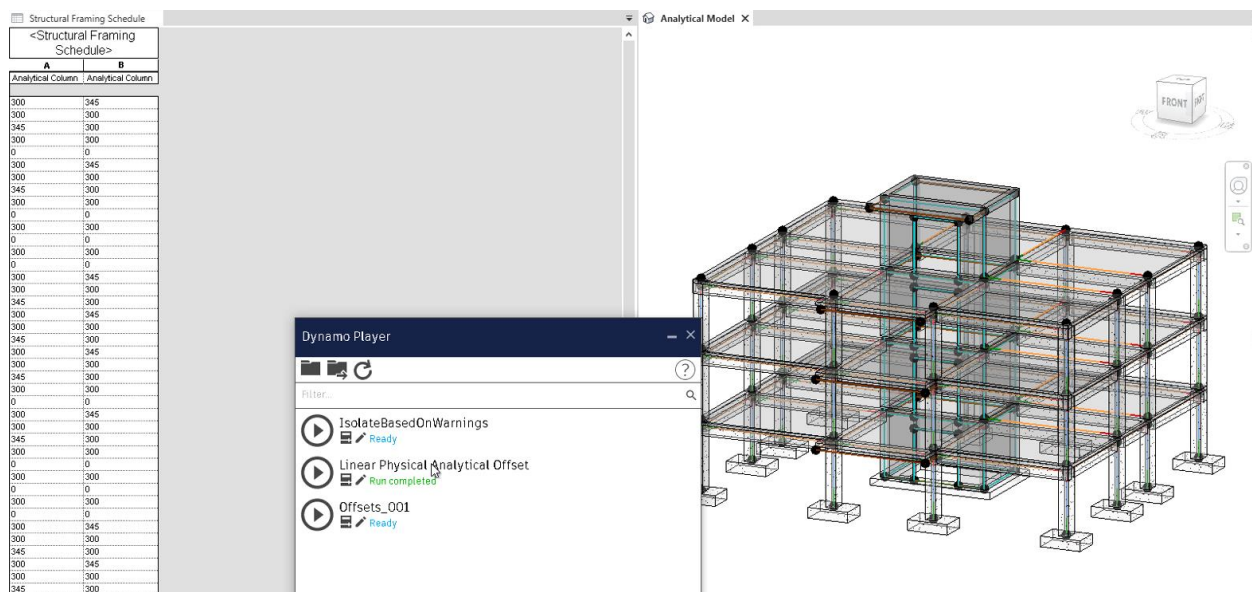 Structural Framing Schedule
<Structural Framing
Schedule>
A B
Analytical Column Analytical Column
300 345
300 300
345 300
300 300
0 0
300 345
300 300
345 300
300 300
0 0
300 300
0 0
300 300
0 0
300 345
300 300
345 300
300 345
300 300
345 300
300 345
300 300
345 300
300 300
0 0
300 345
300 300
345 300
300 300
0 0
300 300
0 0
300 300
0 0
300 345
300 300
345 300
300 345
300 300
345 300
Dynamo Player
?
Filter...
IsolateBasedOnWarnings
Ready
Linear Physical Analytical Offset
Run completed
Offsets_001
Ready
Analytical Model X
FRONT